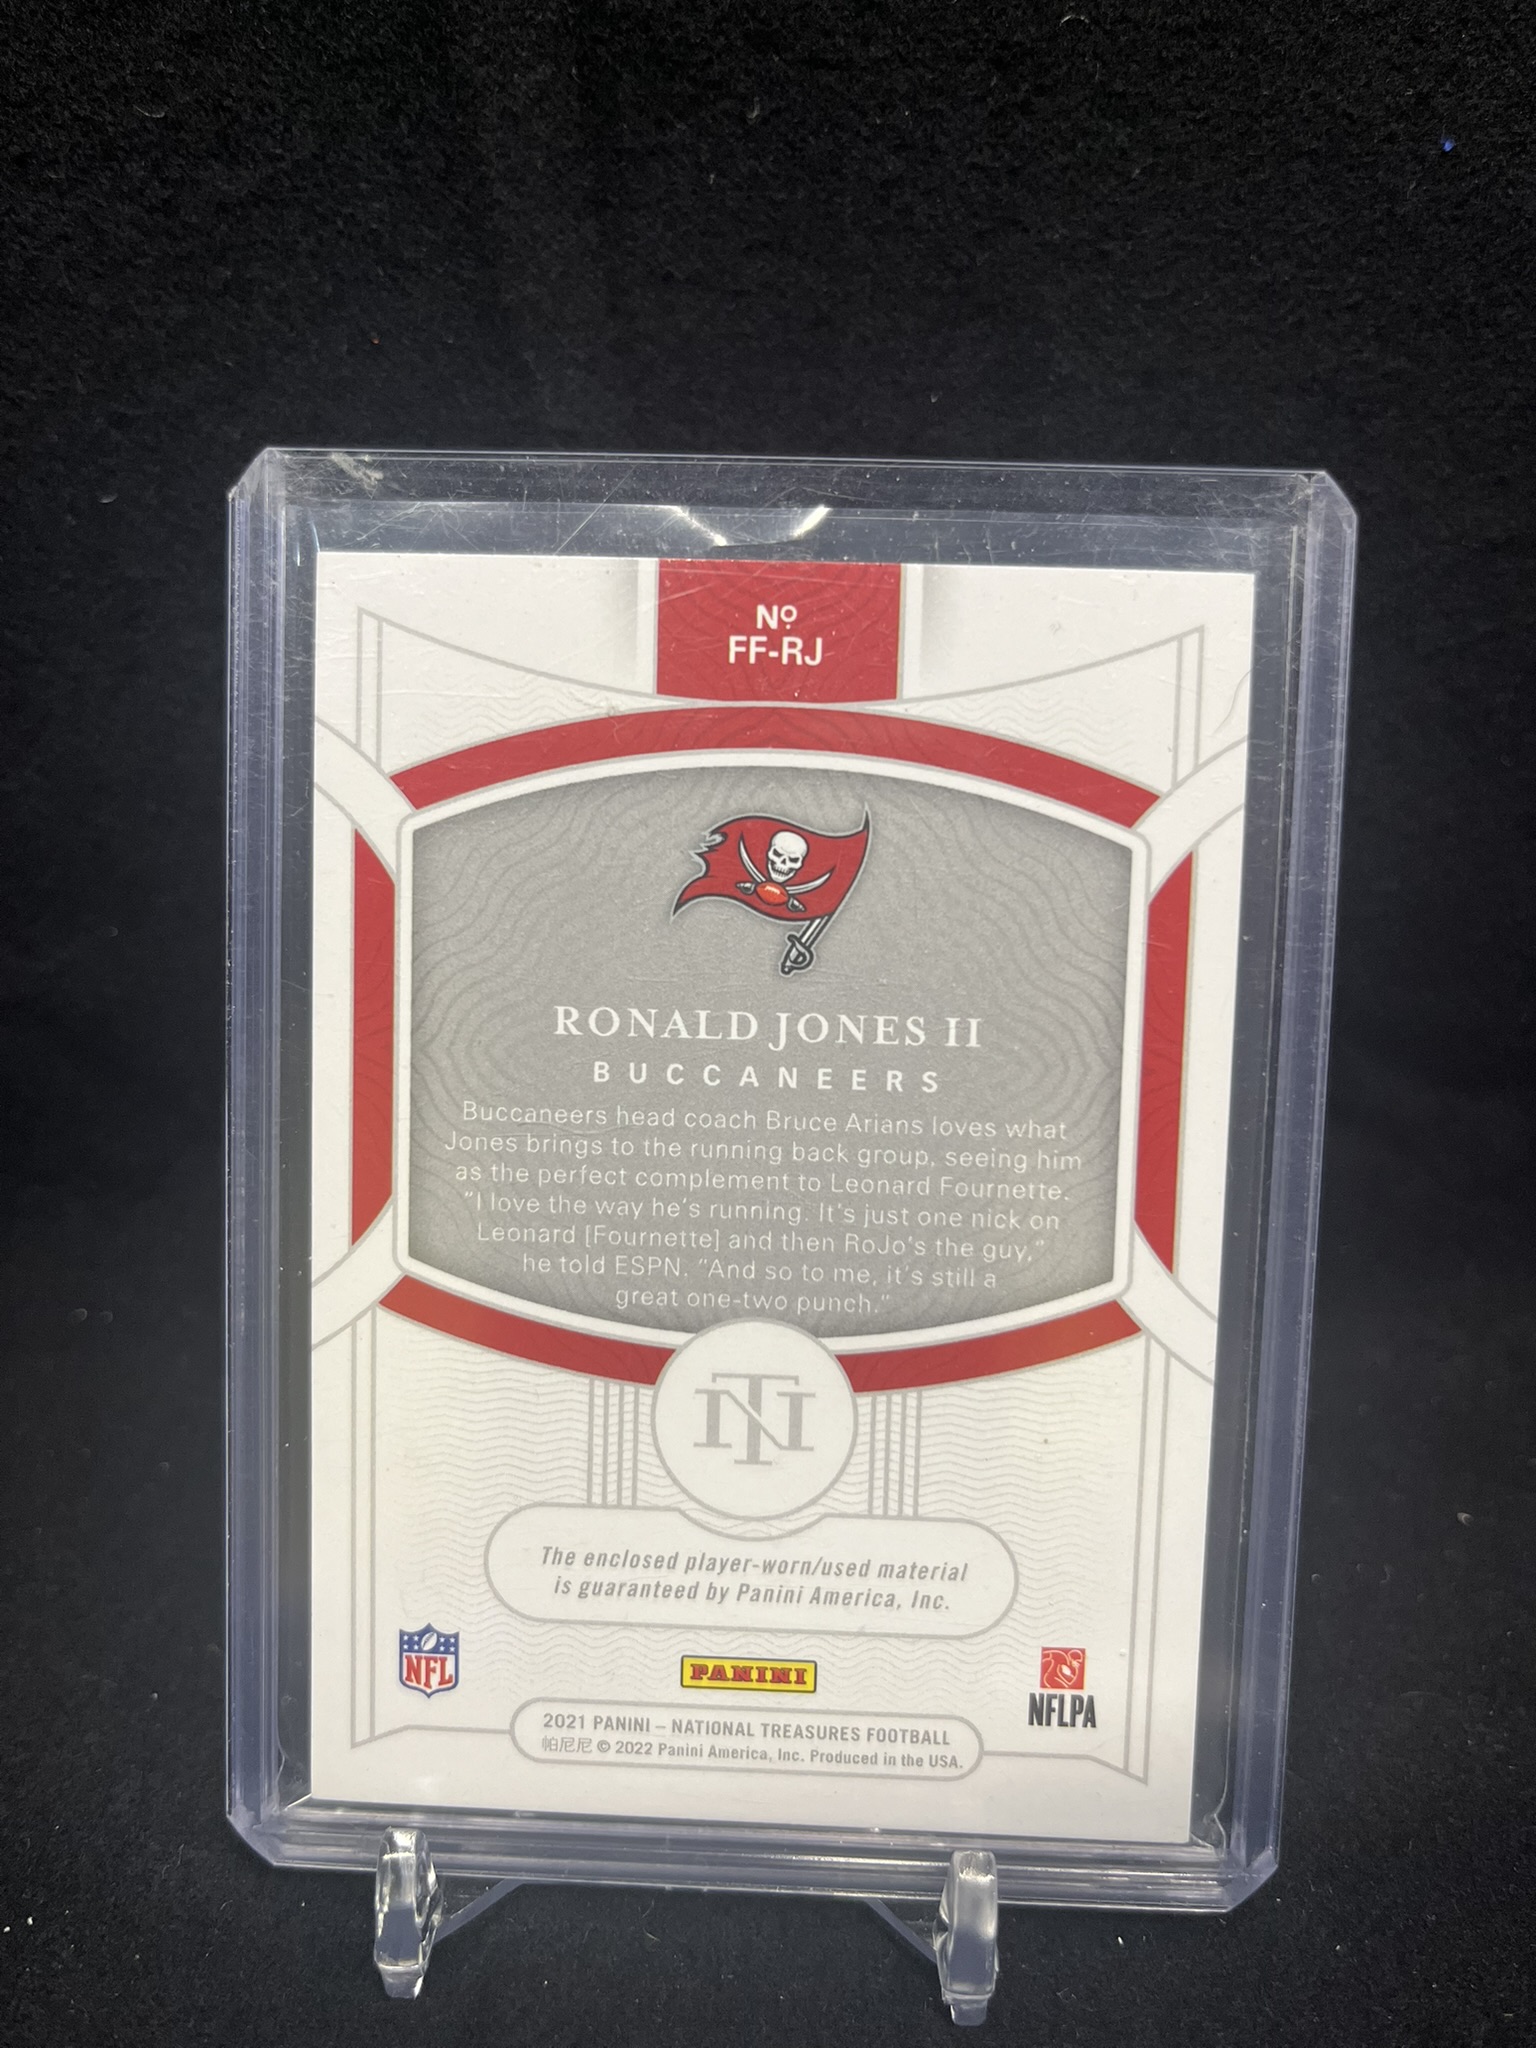 Nº
FF-RJ
RONALD JONES II
BUCCANEERS
Buccaneers head coach Bruce Arians loves what
Jones brings to the running back group, seeing him
as the perfect complement to Leonard Fournette.
“I love the way he’s running. It’s just one nick on
Leonard [Fournette] and then RoJo’s the guy,”
he told ESPN. “And so to me, it’s still a
great one-two punch.”
NT
The enclosed player-worn/used material
is guaranteed by Panini America, Inc.
NFL
PANINI
NFLPA
2021 PANINI – NATIONAL TREASURES FOOTBALL
帕尼尼 © 2022 Panini America, Inc. Produced in the USA.